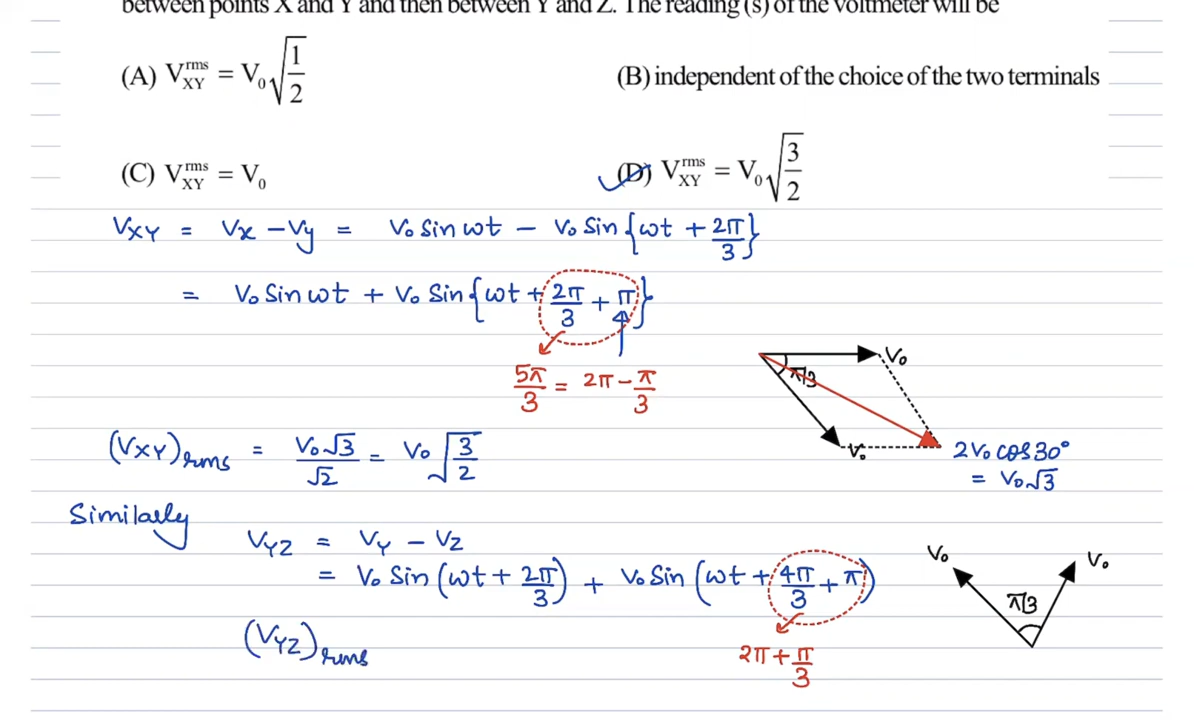 between points X and Y and then between Y and Z. The reading (s) of the voltmeter will be
(A) V_XY^rms = V₀ √(1/2)
(B) independent of the choice of the two terminals
(C) V_XY^rms = V₀
(D) V_XY^rms = V₀ √(3/2)
V_XY = Vx – Vy = V₀ Sin ωt – V₀ Sin {ωt + 2π/3}
= V₀ Sin ωt + V₀ Sin {ωt + 2π/3 + π}
5π/3 = 2π – π/3
V₀
π/3
V₀
2V₀ cos 30°
= V₀√3
(V_XY)rms = V₀√3/√2 = V₀ √(3/2)
Similarly
V_YZ = V_Y – V_Z
= V₀ Sin (ωt + 2π/3) + V₀ Sin (ωt + 4π/3 + π)
2π + π/3
(V_YZ)rms
V₀
V₀
π/3